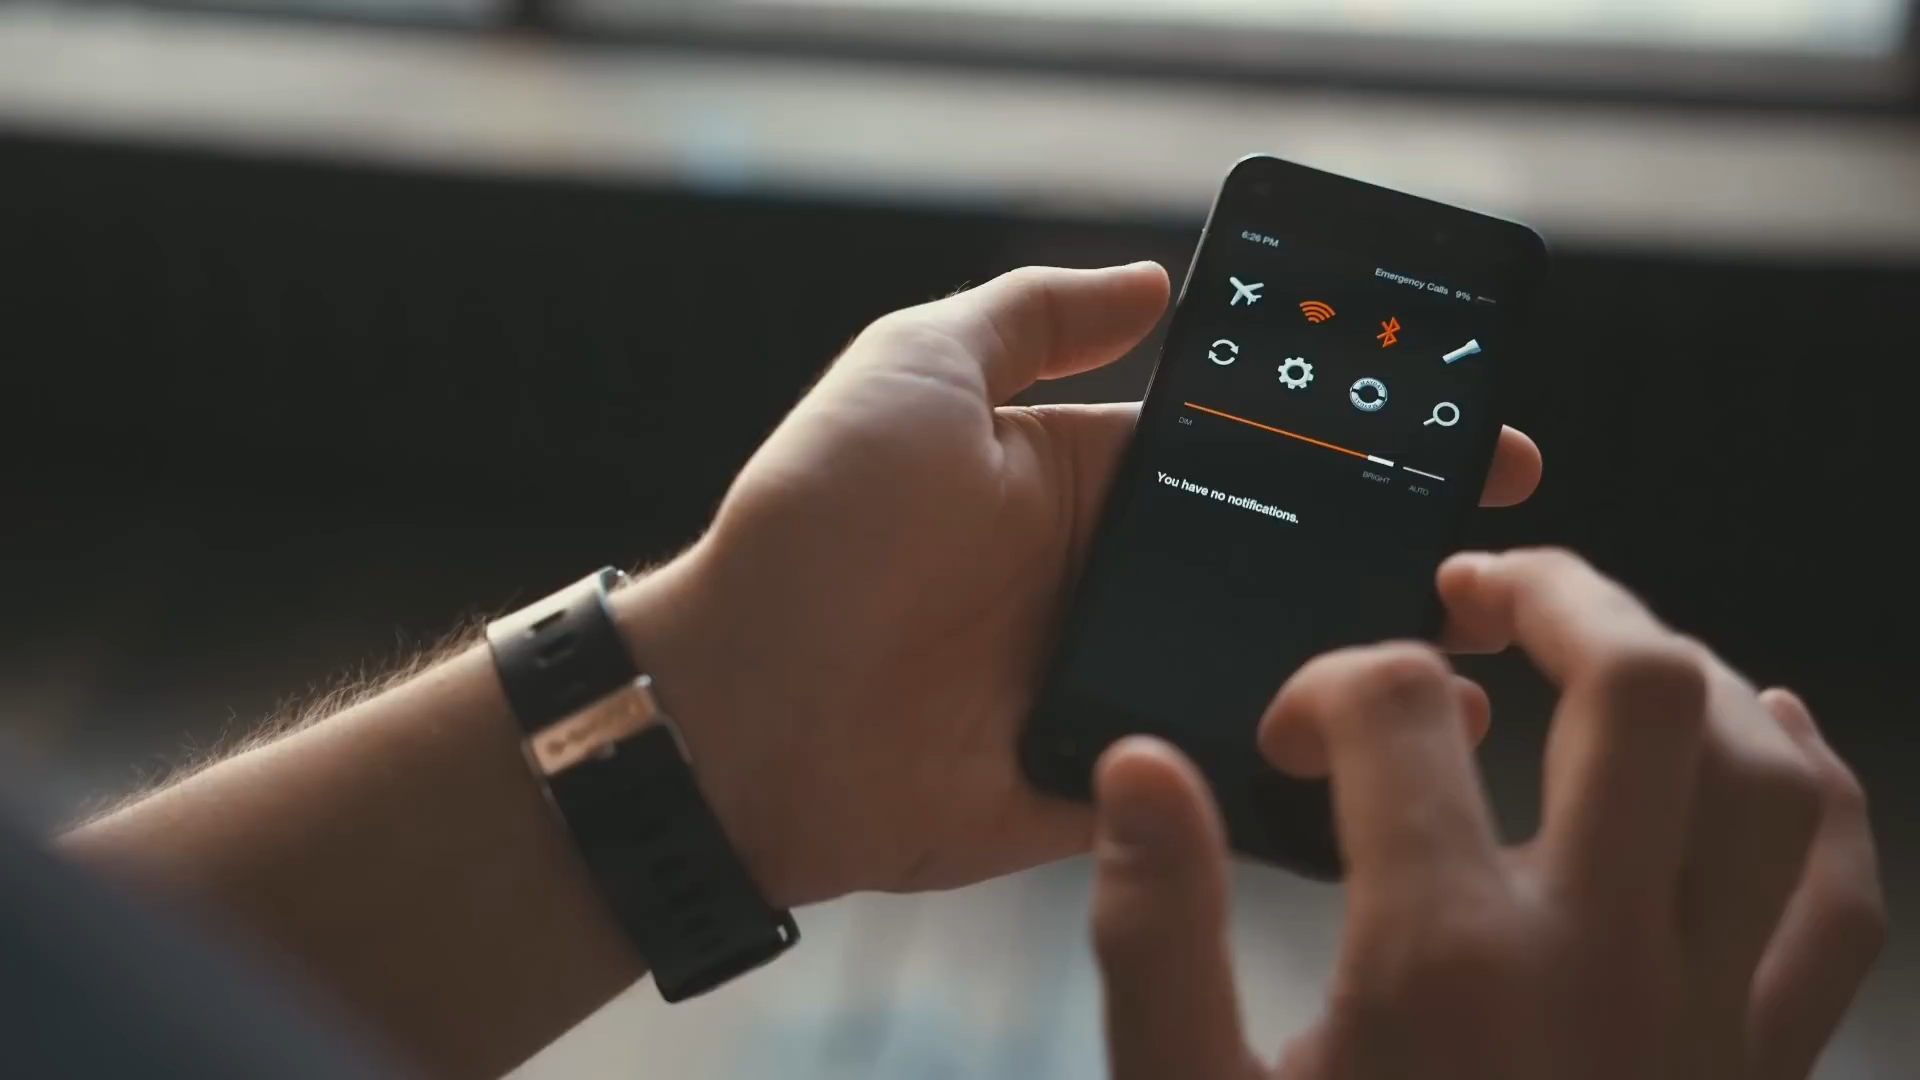 6:26 PM
Emergency Calls 9%
DIM
BRIGHT
AUTO
You have no notifications.